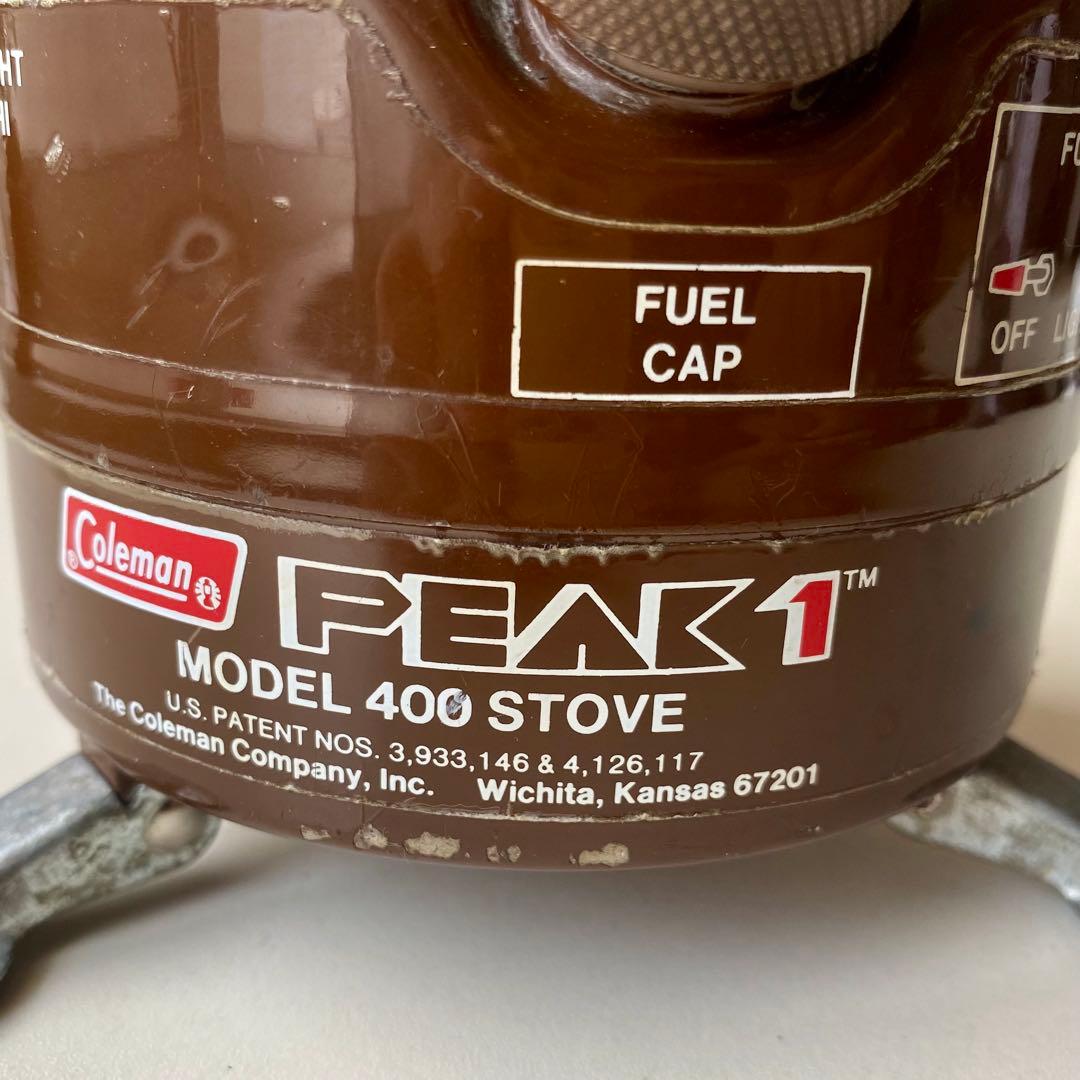 FUEL
CAP
OFF
Coleman®
PEAK 1™
MODEL 400 STOVE
U.S. PATENT NOS. 3,933,146 & 4,126,117
The Coleman Company, Inc. Wichita, Kansas 67201